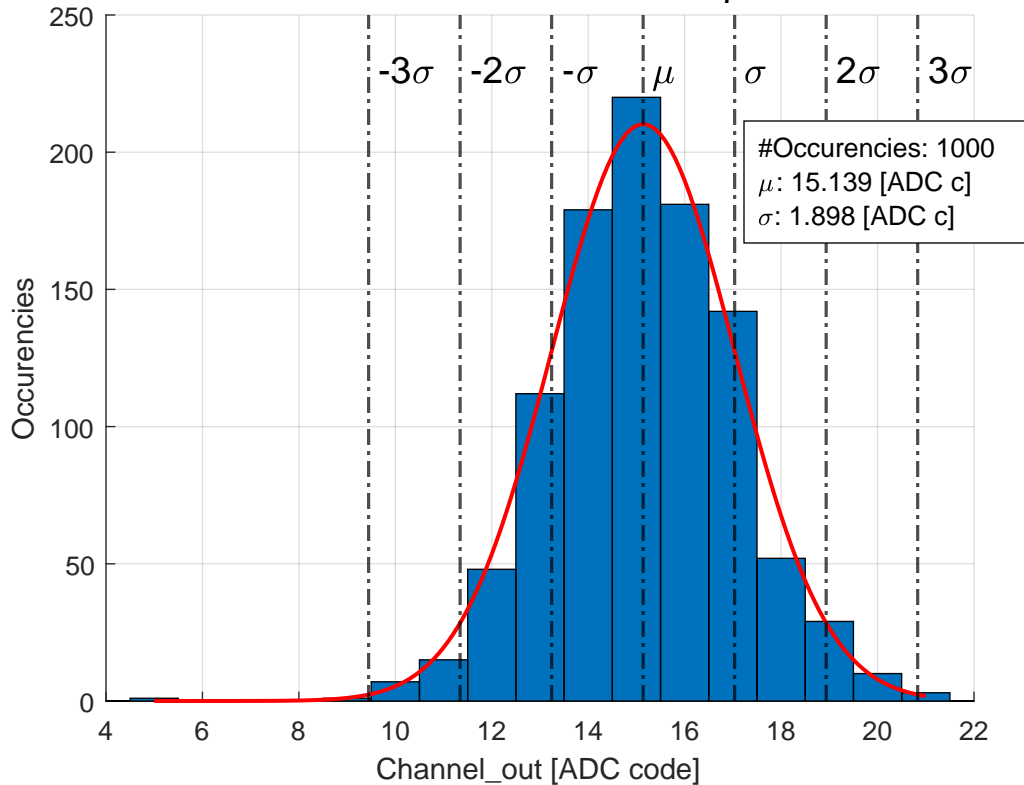 250
200
150
100
50
0
Occurencies
-3σ -2σ -σ μ σ 2σ 3σ
#Occurencies: 1000
μ: 15.139 [ADC c]
σ: 1.898 [ADC c]
4 6 8 10 12 14 16 18 20 22
Channel_out [ADC code]